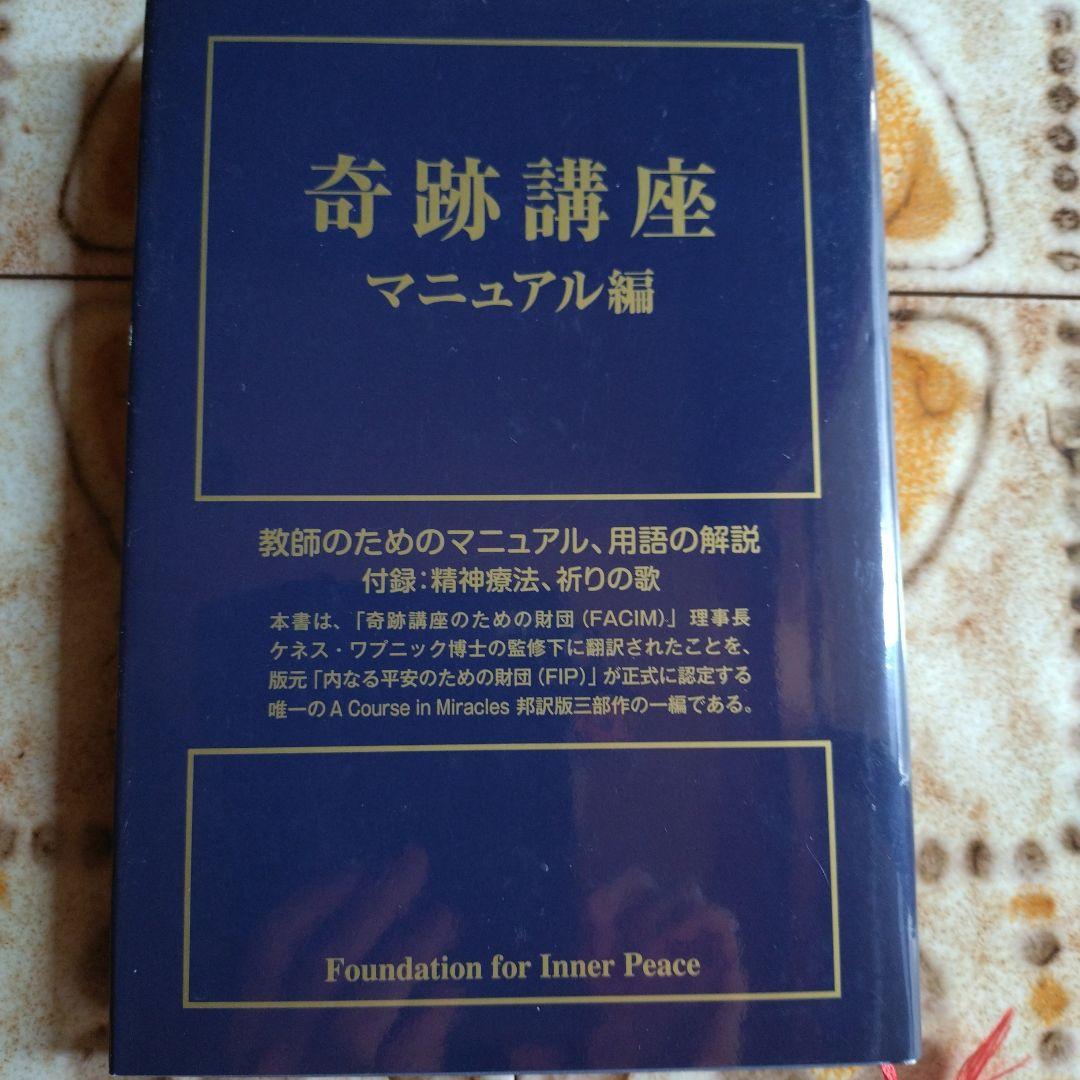 奇跡講座
マニュアル編
教師のためのマニュアル、用語の解説
付録：精神療法、祈りの歌
本書は、「奇跡講座のための財団（FACIM）」理事長
ケネス・ワプニック博士の監修下に翻訳されたことを、
版元「内なる平安のための財団（FIP）」が正式に認定する
唯一のA Course in Miracles 邦訳版三部作の一編である。
Foundation for Inner Peace